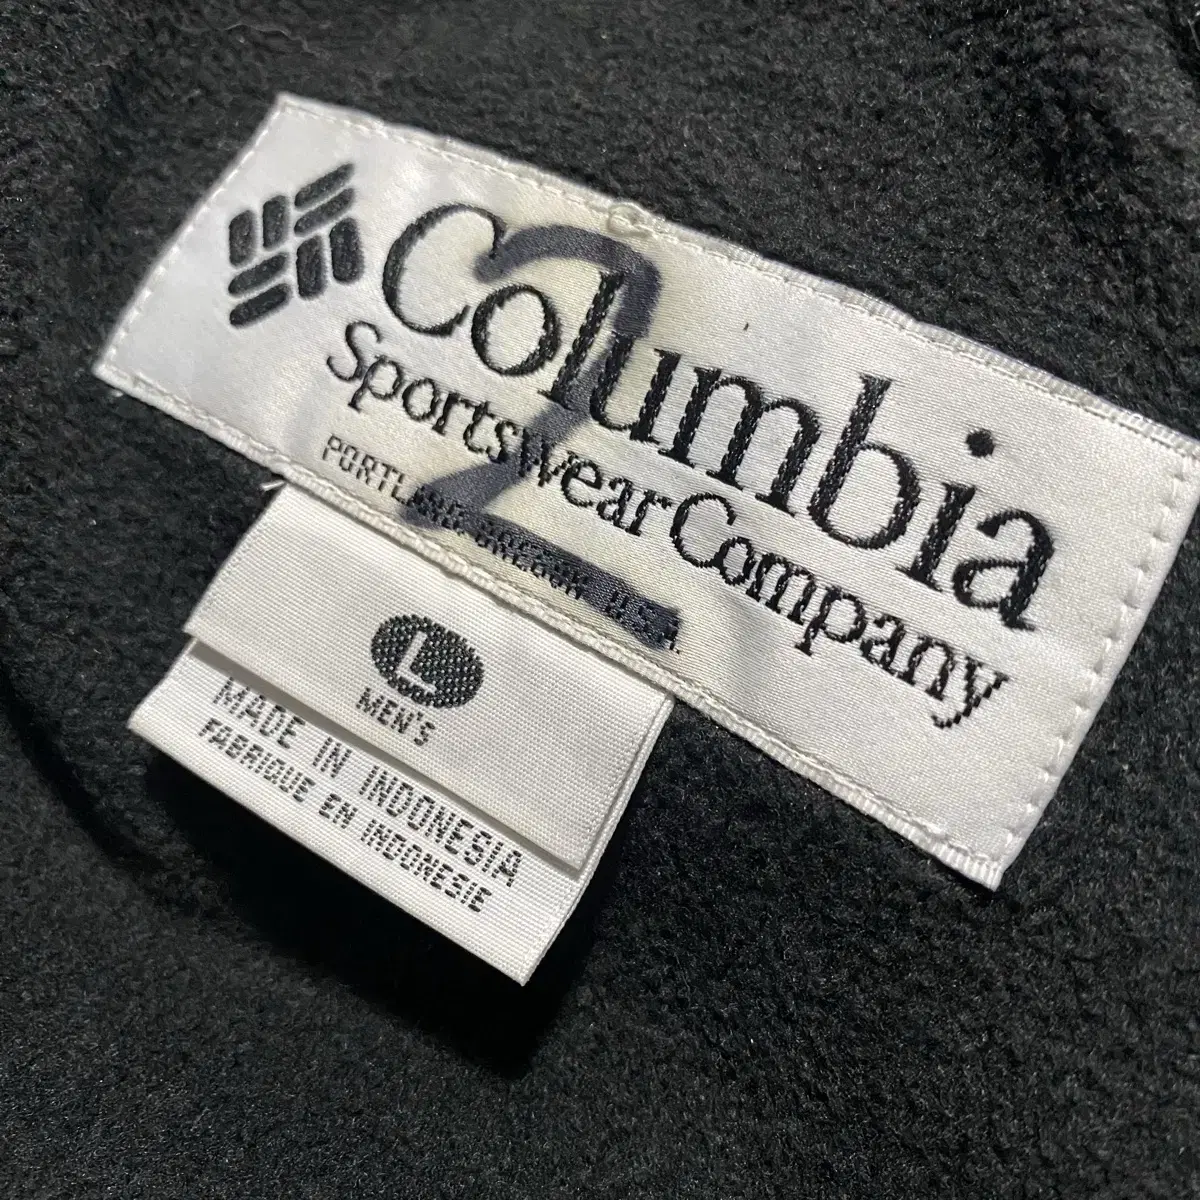 Columbia
Sportswear Company
PORTLAND OREGON U.S.A.
2
L
MEN'S
MADE IN INDONESIA
FABRIQUE EN INDONESIE